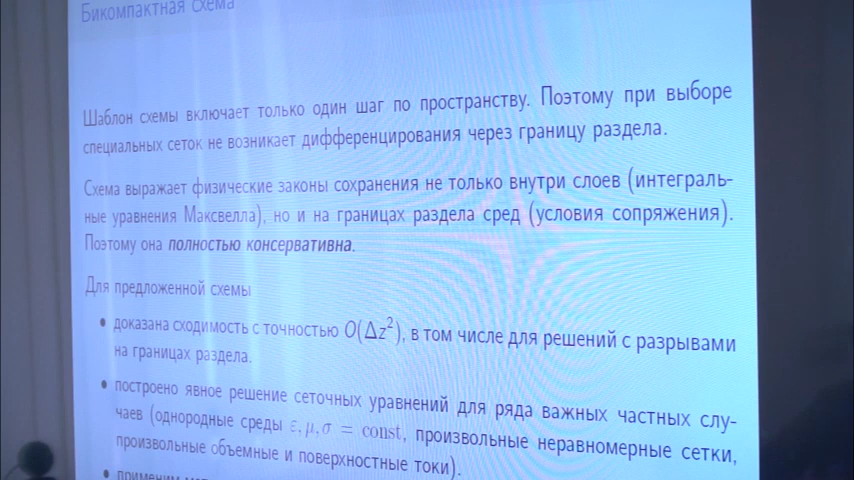 Бикомпактная схема
Шаблон схемы включает только один шаг по пространству. Поэтому при выборе
специальных сеток не возникает дифференцирования через границу раздела.
Схема выражает физические законы сохранения не только внутри слоев (интеграль-
ные уравнения Максвелла), но и на границах раздела сред (условия сопряжения).
Поэтому она полностью консервативна.
Для предложенной схемы
• доказана сходимость с точностью O(Δz²), в том числе для решений с разрывами
на границах раздела.
• построено явное решение сеточных уравнений для ряда важных частных слу-
чаев (однородные среды ε, μ, σ = const, произвольные неравномерные сетки,
произвольные объемные и поверхностные токи).
• применим